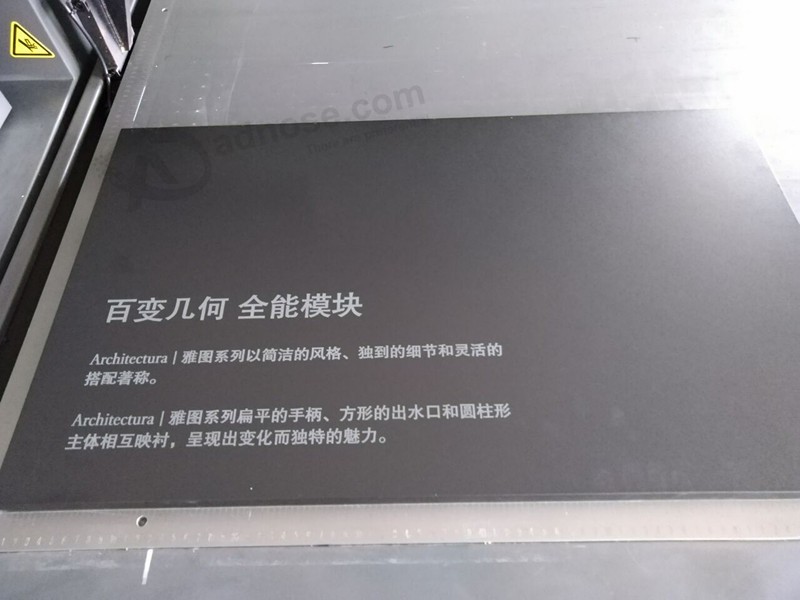 adnose.com
百变几何 全能模块
Architectura | 雅图系列以简洁的风格、独到的细节和灵活的
搭配著称。
Architectura | 雅图系列扁平的手柄、方形的出水口和圆柱形
主体相互映衬，呈现出变化而独特的魅力。